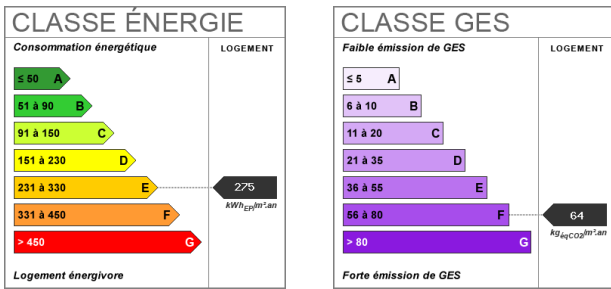 CLASSE ÉNERGIE
Consommation énergétique
LOGEMENT
≤ 50 A
51 à 90 B
91 à 150 C
151 à 230 D
231 à 330 E
275
kWhEP/m².an
331 à 450 F
> 450 G
Logement énergivore
CLASSE GES
Faible émission de GES
LOGEMENT
≤ 5 A
6 à 10 B
11 à 20 C
21 à 35 D
36 à 55 E
56 à 80 F
64
kgéqCO2/m².an
> 80 G
Forte émission de GES